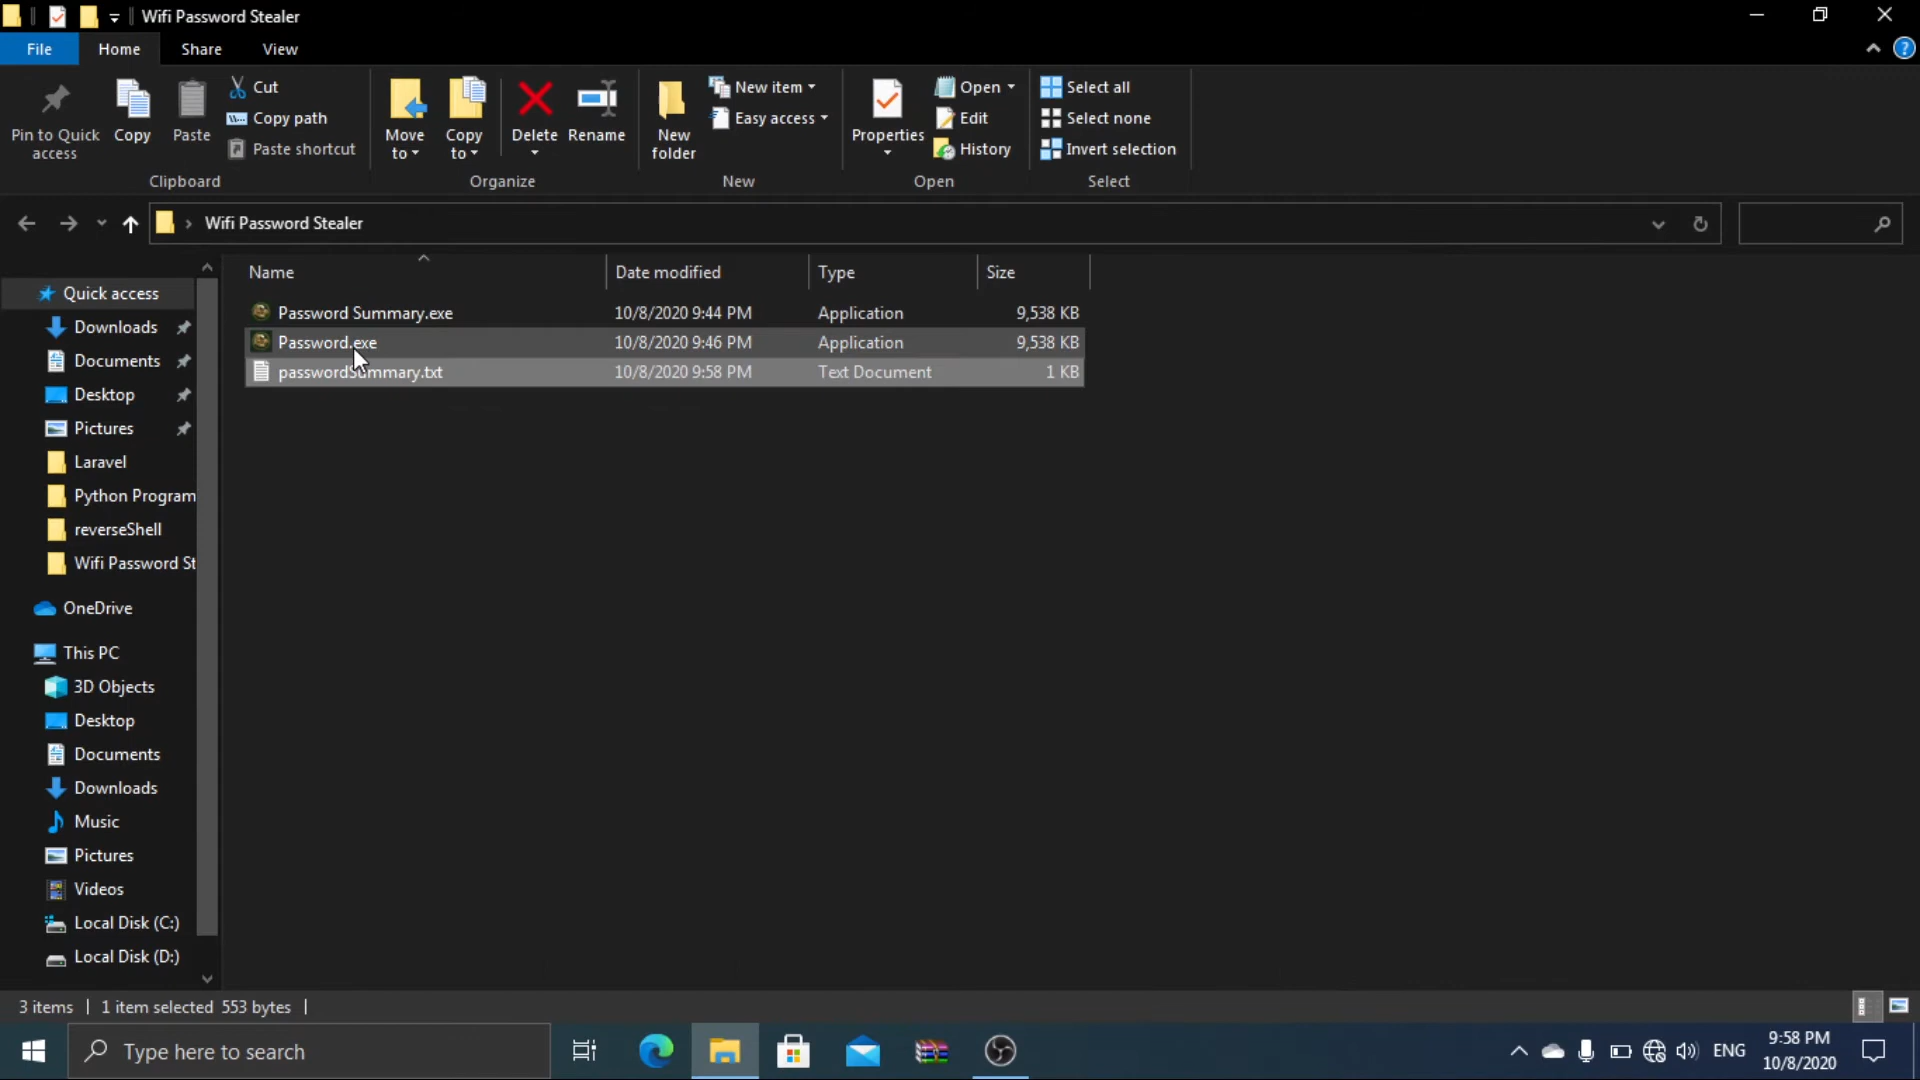 Wifi Password Stealer
File Home Share View
Pin to Quick access
Copy
Paste
Cut
Copy path
Paste shortcut
Clipboard
Move to
Copy to
Delete
Rename
Organize
New folder
New item
Easy access
New
Properties
Open
Edit
History
Open
Select all
Select none
Invert selection
Select
Wifi Password Stealer
Name Date modified Type Size
Password Summary.exe 10/8/2020 9:44 PM Application 9,538 KB
Password.exe 10/8/2020 9:46 PM Application 9,538 KB
passwordSummary.txt 10/8/2020 9:58 PM Text Document 1 KB
Quick access
Downloads
Documents
Desktop
Pictures
Laravel
Python Program
reverseShell
Wifi Password St
OneDrive
This PC
3D Objects
Desktop
Documents
Downloads
Music
Pictures
Videos
Local Disk (C:)
Local Disk (D:)
3 items 1 item selected 553 bytes
Type here to search
ENG
9:58 PM
10/8/2020